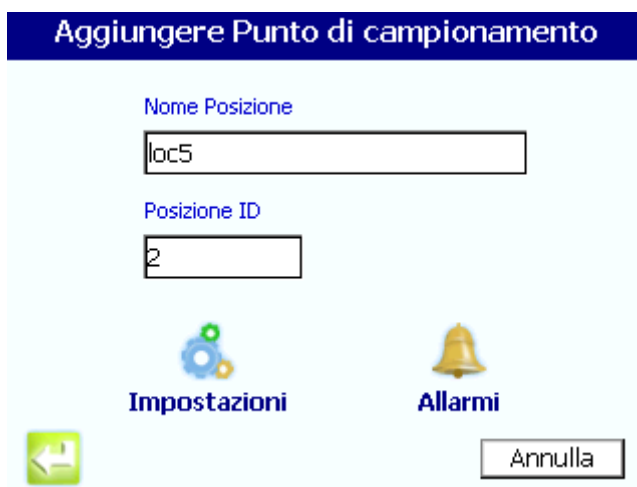 Aggiungere Punto di campionamento
Nome Posizione
loc5
Posizione ID
2
Impostazioni Allarmi
Annulla